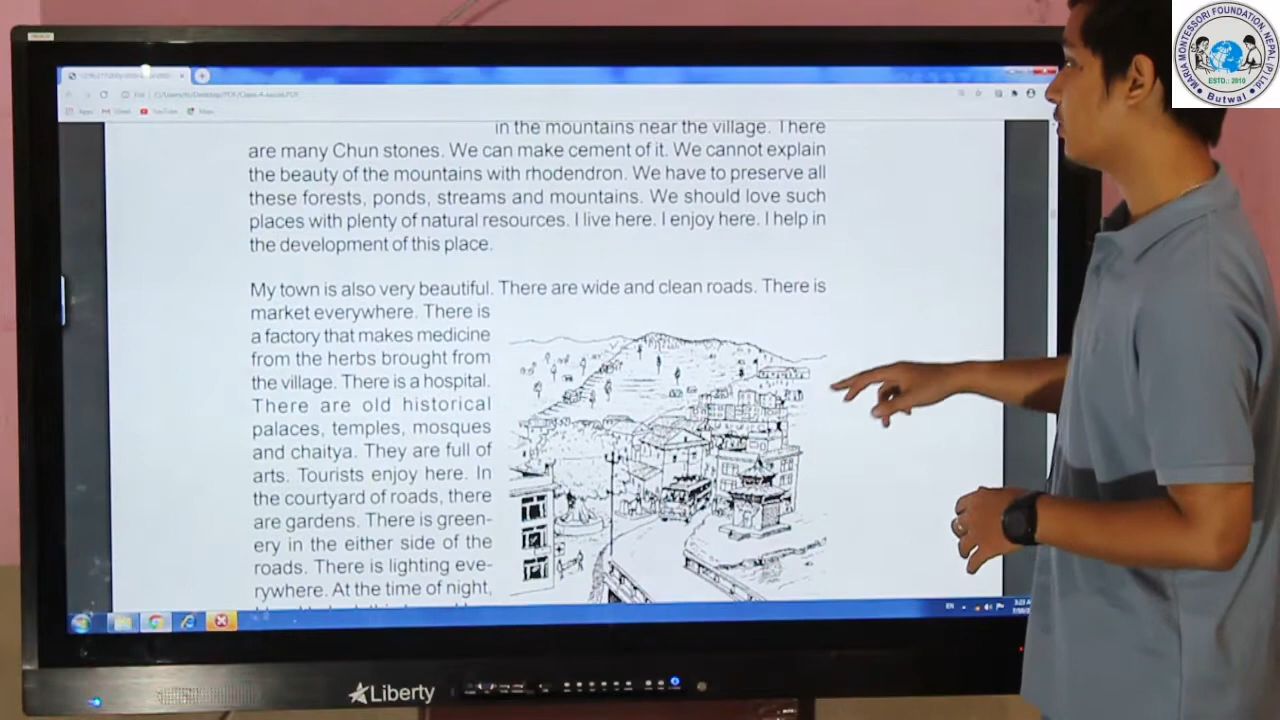 MARIA MONTESSORI FOUNDATION, NEPAL (P) Ltd.
ESTD.: 2010
Butwal
in the mountains near the village. There
are many Chun stones. We can make cement of it. We cannot explain
the beauty of the mountains with rhodendron. We have to preserve all
these forests, ponds, streams and mountains. We should love such
places with plenty of natural resources. I live here. I enjoy here. I help in
the development of this place.
My town is also very beautiful. There are wide and clean roads. There is
market everywhere. There is
a factory that makes medicine
from the herbs brought from
the village. There is a hospital.
There are old historical
palaces, temples, mosques
and chaitya. They are full of
arts. Tourists enjoy here. In
the courtyard of roads, there
are gardens. There is green-
ery in the either side of the
roads. There is lighting eve-
rywhere. At the time of night,
EN
Liberty